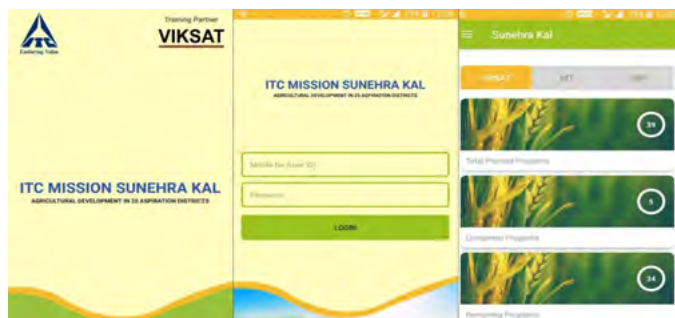 ITC
Enduring Value
Training Partner
VIKSAT
ITC MISSION SUNEHRA KAL
AGRICULTURAL DEVELOPMENT IN 25 ASPIRATION DISTRICTS
ITC MISSION SUNEHRA KAL
AGRICULTURAL DEVELOPMENT IN 25 ASPIRATION DISTRICTS
Mobile No (User ID)
Password
LOGIN
Sunehra Kal
VIKSAT
39
Total Planned Programs
5
Completed Programs
34
Remaining Programs